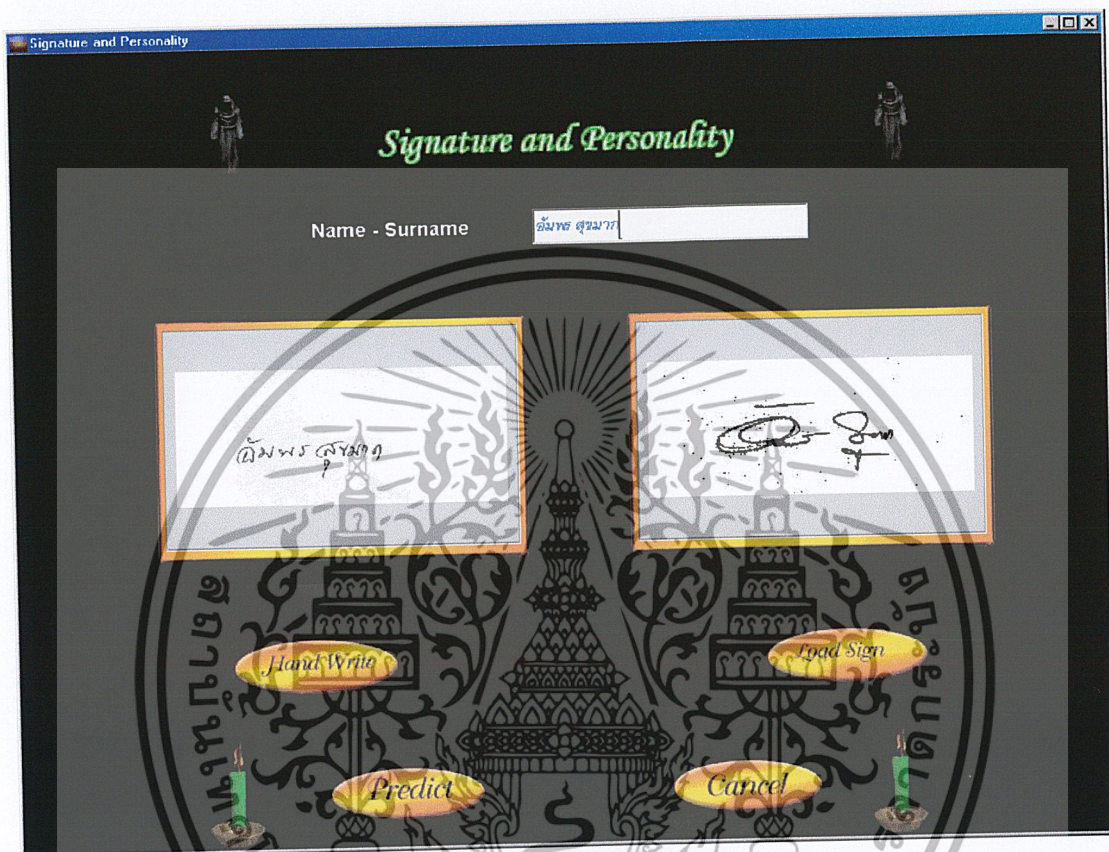 Signature and Personality
Signature and Personality
Name - Surname
อัมพร สุขมาก
อัมพร สุขมาก
Hand Write
Load Sign
Predict
Cancel